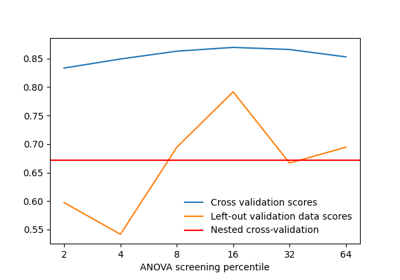 0.85
0.80
0.75
0.70
0.65
0.60
0.55
Cross validation scores
Left-out validation data scores
Nested cross-validation
2 4 8 16 32 64
ANOVA screening percentile